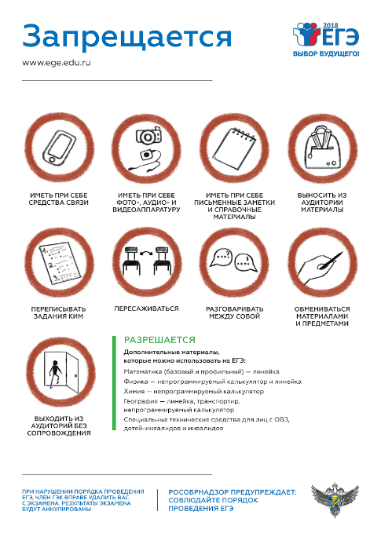 Запрещается
www.ege.edu.ru
2018
ЕГЭ
ВЫБОР БУДУЩЕГО!
ИМЕТЬ ПРИ СЕБЕ
СРЕДСТВА СВЯЗИ
ИМЕТЬ ПРИ СЕБЕ
ФОТО-, АУДИО- И
ВИДЕОАППАРАТУРУ
ИМЕТЬ ПРИ СЕБЕ
ПИСЬМЕННЫЕ ЗАМЕТКИ
И СПРАВОЧНЫЕ
МАТЕРИАЛЫ
ВЫНОСИТЬ ИЗ
АУДИТОРИИ
МАТЕРИАЛЫ
ПЕРЕПИСЫВАТЬ
ЗАДАНИЯ КИМ
ПЕРЕСАЖИВАТЬСЯ
РАЗГОВАРИВАТЬ
МЕЖДУ СОБОЙ
ОБМЕНИВАТЬСЯ
МАТЕРИАЛАМИ
И ПРЕДМЕТАМИ
ВЫХОДИТЬ ИЗ
АУДИТОРИЙ БЕЗ
СОПРОВОЖДЕНИЯ
РАЗРЕШАЕТСЯ
Дополнительные материалы,
которые можно использовать на ЕГЭ:
Математика (базовый и профильный) — линейка
Физика — непрограммируемый калькулятор и линейка
Химия — непрограммируемый калькулятор
География — линейка, транспортир,
непрограммируемый калькулятор
Специальные технические средства для лиц с ОВЗ,
детей-инвалидов и инвалидов
ПРИ НАРУШЕНИИ ПОРЯДКА ПРОВЕДЕНИЯ
ЕГЭ, ЧЛЕН ГЭК ВПРАВЕ УДАЛИТЬ ВАС
С ЭКЗАМЕНА. РЕЗУЛЬТАТЫ ЭКЗАМЕНА
БУДУТ АННУЛИРОВАНЫ
РОСОБРНАДЗОР ПРЕДУПРЕЖДАЕТ:
СОБЛЮДАЙТЕ ПОРЯДОК
ПРОВЕДЕНИЯ ЕГЭ